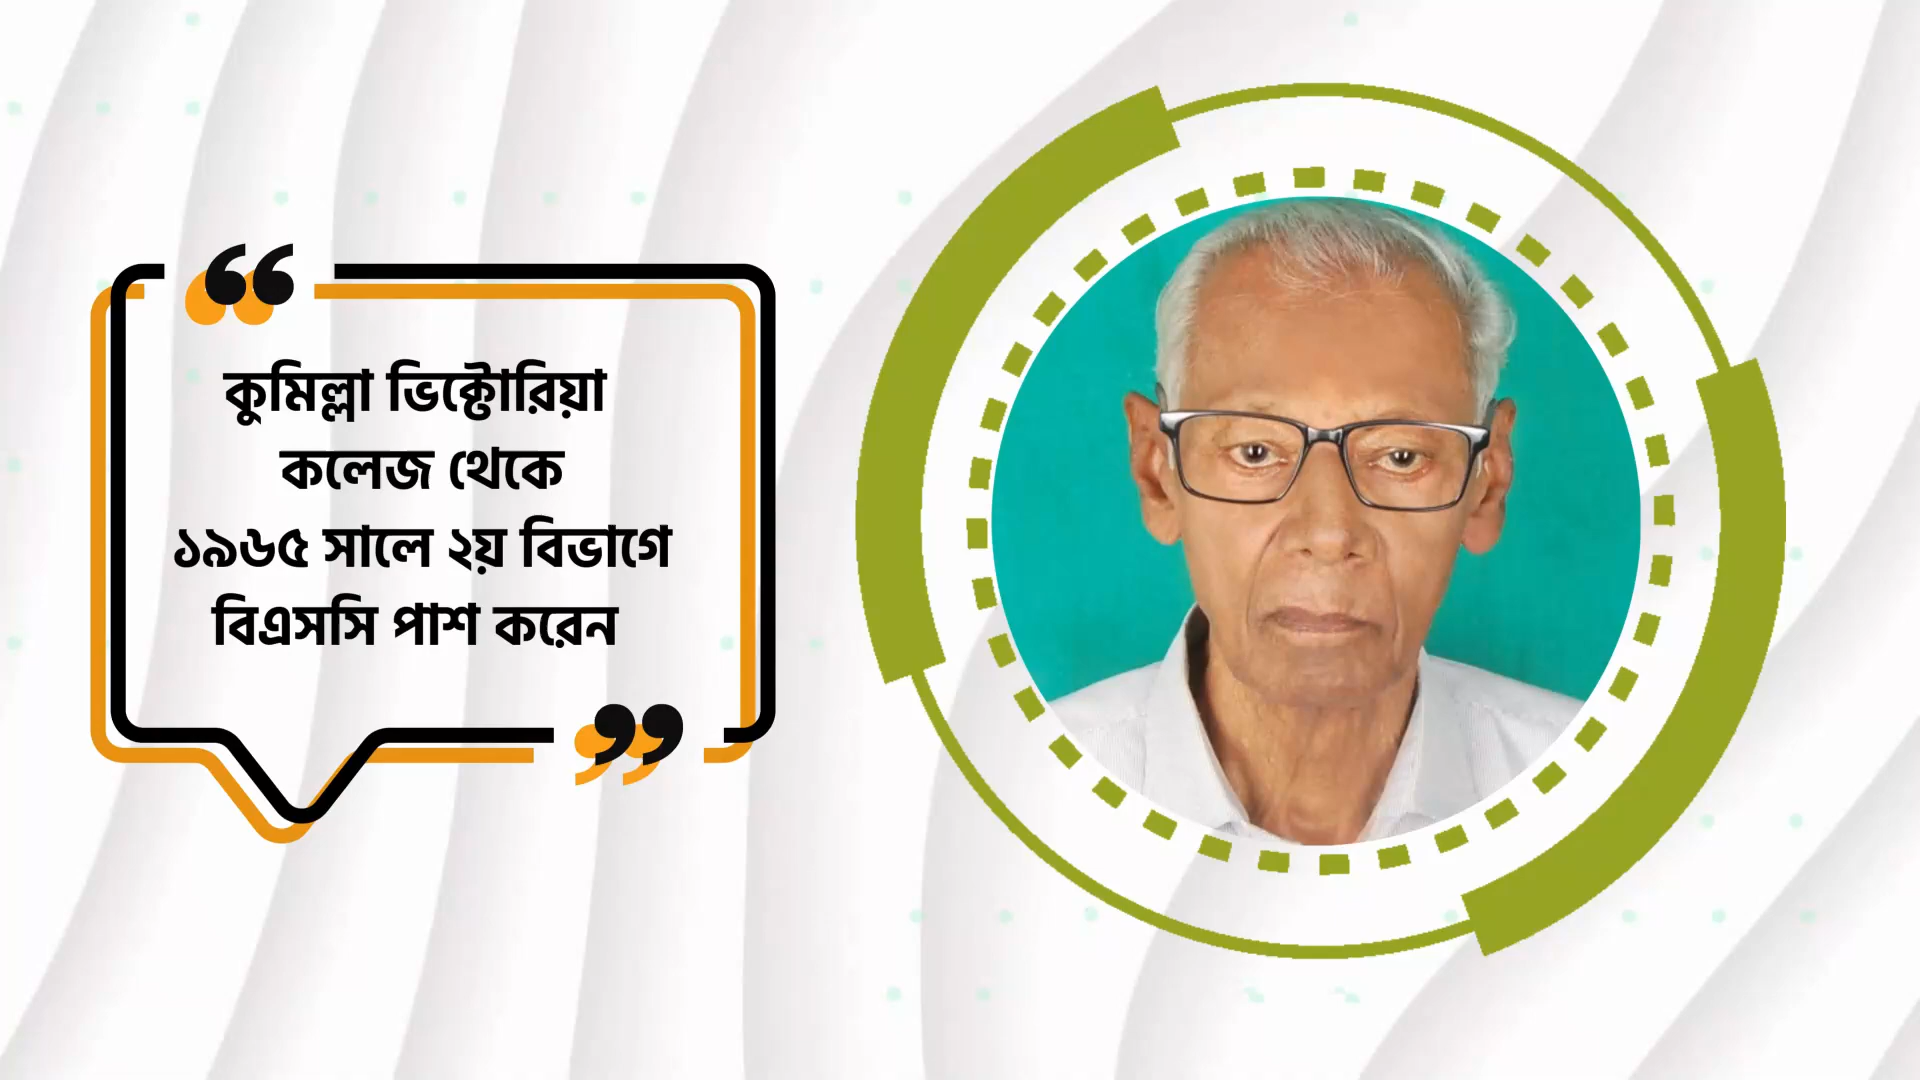 কুমিল্লা ভিক্টোরিয়া
কলেজ থেকে
১৯৬৫ সালে ২য় বিভাগে
বিএসসি পাশ করেন